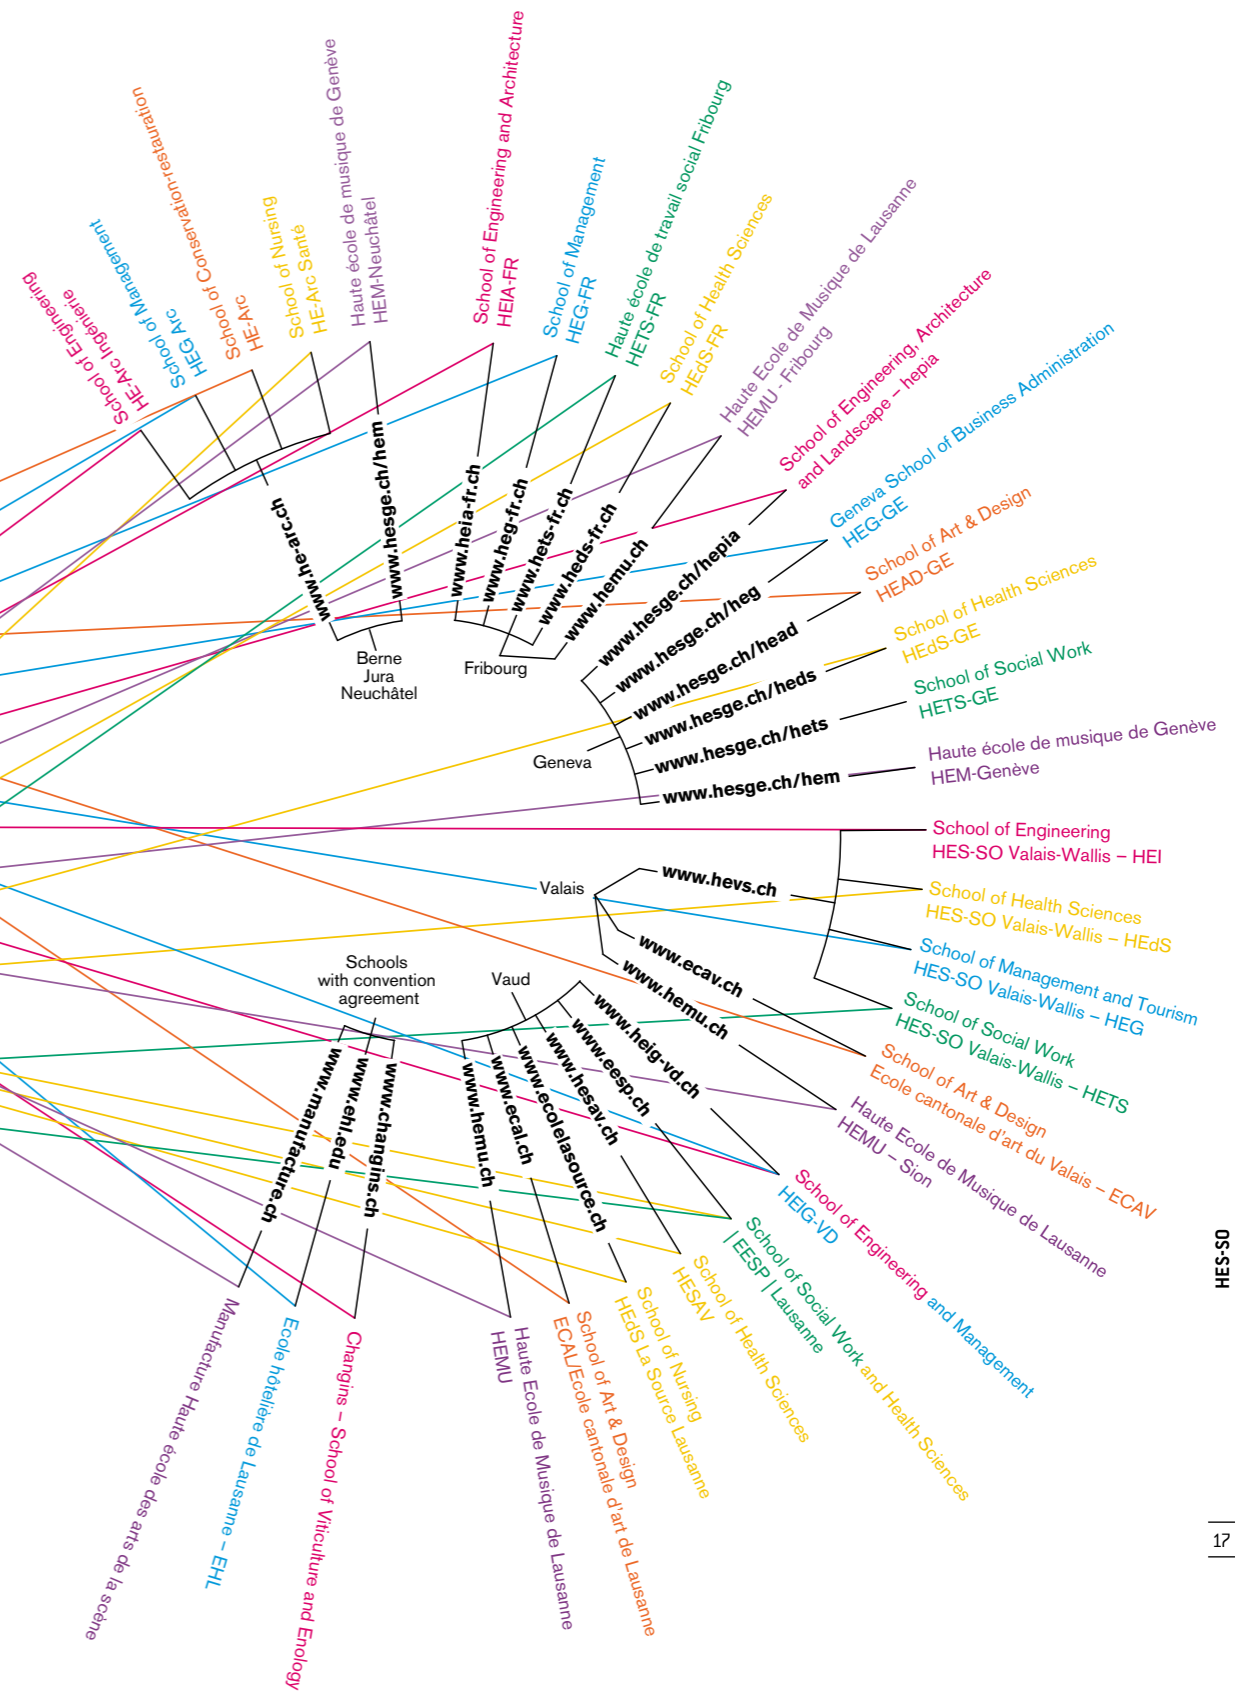 School of Engineering
HE-Arc Ingénierie
School of Management
HEG Arc
School of Conservation-restauration
HE-Arc
School of Nursing
HE-Arc Santé
Haute école de musique de Genève
HEM-Neuchâtel
www.he-arc.ch
www.hesge.ch/hem
Berne
Jura
Neuchâtel
School of Engineering and Architecture
HEIA-FR
School of Management
HEG-FR
Haute école de travail social Fribourg
HETS-FR
School of Health Sciences
HEdS-FR
Haute Ecole de Musique de Lausanne
HEMU - Fribourg
www.heia-fr.ch
www.heg-fr.ch
www.hets-fr.ch
www.heds-fr.ch
www.hemu.ch
Fribourg
School of Engineering, Architecture
and Landscape – hepia
Geneva School of Business Administration
HEG-GE
School of Art & Design
HEAD-GE
School of Health Sciences
HEdS-GE
School of Social Work
HETS-GE
Haute école de musique de Genève
HEM-Genève
www.hesge.ch/hepia
www.hesge.ch/heg
www.hesge.ch/head
www.hesge.ch/heds
www.hesge.ch/hets
www.hesge.ch/hem
Geneva
School of Engineering
HES-SO Valais-Wallis – HEI
School of Health Sciences
HES-SO Valais-Wallis – HEdS
School of Management and Tourism
HES-SO Valais-Wallis – HEG
School of Social Work
HES-SO Valais-Wallis – HETS
School of Art & Design
Ecole cantonale d'art du Valais – ECAV
Haute Ecole de Musique de Lausanne
HEMU – Sion
Valais
www.hevs.ch
www.ecav.ch
www.hemu.ch
School of Engineering and Management
HEIG-VD
School of Social Work and Health Sciences
| EESP | Lausanne
School of Health Sciences
HESAV
School of Nursing
HEdS La Source Lausanne
School of Art & Design
ECAL/Ecole cantonale d'art de Lausanne
Haute Ecole de Musique de Lausanne
HEMU
Vaud
www.heig-vd.ch
www.eesp.ch
www.hesav.ch
www.ecolelasource.ch
www.ecal.ch
www.hemu.ch
Schools
with convention
agreement
www.changins.ch
www.ehl.edu
www.manufacture.ch
Changins – School of Viticulture and Enology
Ecole hôtelière de Lausanne – EHL
Manufacture Haute école des arts de la scène
HES-SO
17